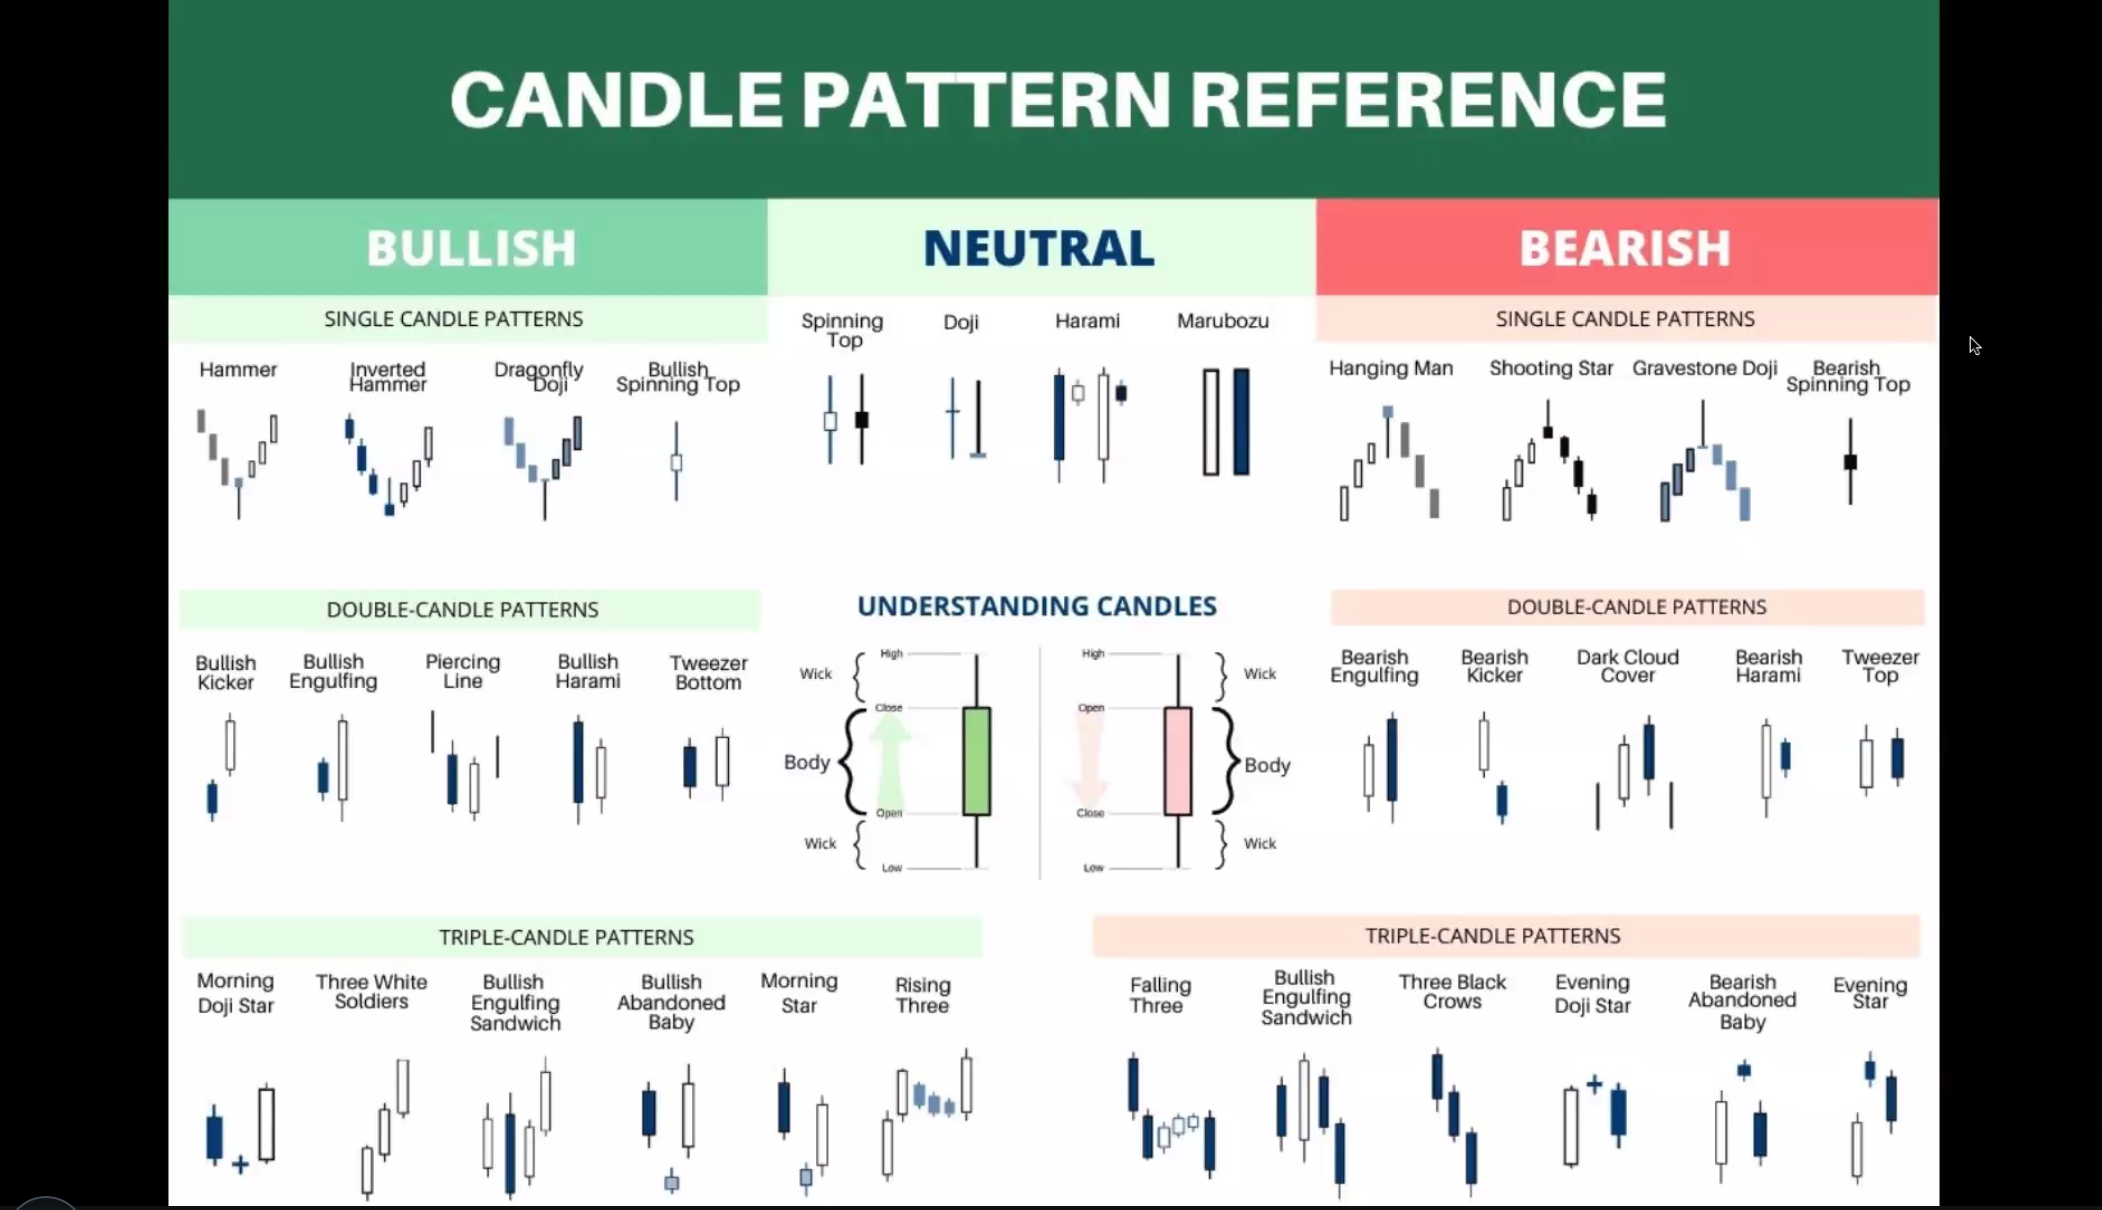 CANDLE PATTERN REFERENCE
BULLISH
NEUTRAL
BEARISH
SINGLE CANDLE PATTERNS
Hammer
Inverted
Hammer
Dragonfly
Doji
Bullish
Spinning Top
Spinning
Top
Doji
Harami
Marubozu
SINGLE CANDLE PATTERNS
Hanging Man
Shooting Star
Gravestone Doji
Bearish
Spinning Top
DOUBLE-CANDLE PATTERNS
Bullish
Kicker
Bullish
Engulfing
Piercing
Line
Bullish
Harami
Tweezer
Bottom
UNDERSTANDING CANDLES
High
Wick
Close
Body
Open
Wick
Low
High
Wick
Open
Body
Close
Wick
Low
DOUBLE-CANDLE PATTERNS
Bearish
Engulfing
Bearish
Kicker
Dark Cloud
Cover
Bearish
Harami
Tweezer
Top
TRIPLE-CANDLE PATTERNS
Morning
Doji Star
Three White
Soldiers
Bullish
Engulfing
Sandwich
Bullish
Abandoned
Baby
Morning
Star
Rising
Three
TRIPLE-CANDLE PATTERNS
Falling
Three
Bullish
Engulfing
Sandwich
Three Black
Crows
Evening
Doji Star
Bearish
Abandoned
Baby
Evening
Star